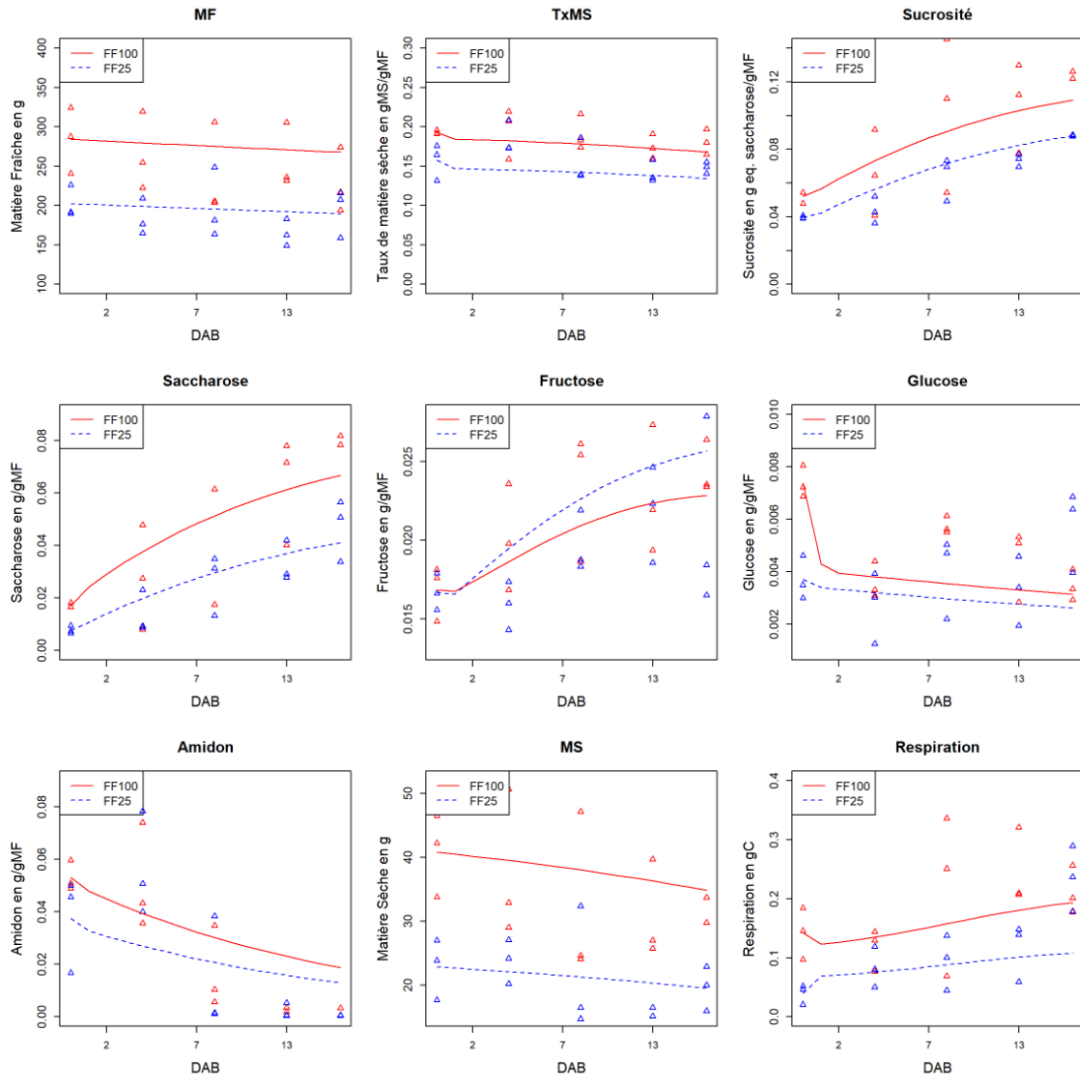 MF
FF100
FF25
Matière Fraîche en g
400
350
300
250
200
150
100
2
7
13
DAB
TxMS
FF100
FF25
Taux de matière sèche en gMS/gMF
0.30
0.25
0.20
0.15
0.10
0.05
0.00
2
7
13
DAB
Sucrosité
FF100
FF25
Sucrosité en g eq. saccharose/gMF
0.12
0.08
0.04
0.00
2
7
13
DAB
Saccharose
FF100
FF25
Saccharose en g/gMF
0.08
0.06
0.04
0.02
0.00
2
7
13
DAB
Fructose
FF100
FF25
Fructose en g/gMF
0.025
0.020
0.015
2
7
13
DAB
Glucose
FF100
FF25
Glucose en g/gMF
0.010
0.008
0.006
0.004
0.002
2
7
13
DAB
Amidon
FF100
FF25
Amidon en g/gMF
0.08
0.06
0.04
0.02
0.00
2
7
13
DAB
MS
FF100
FF25
Matière Sèche en g
50
40
30
20
2
7
13
DAB
Respiration
FF100
FF25
Respiration en gC
0.4
0.3
0.2
0.1
0.0
2
7
13
DAB